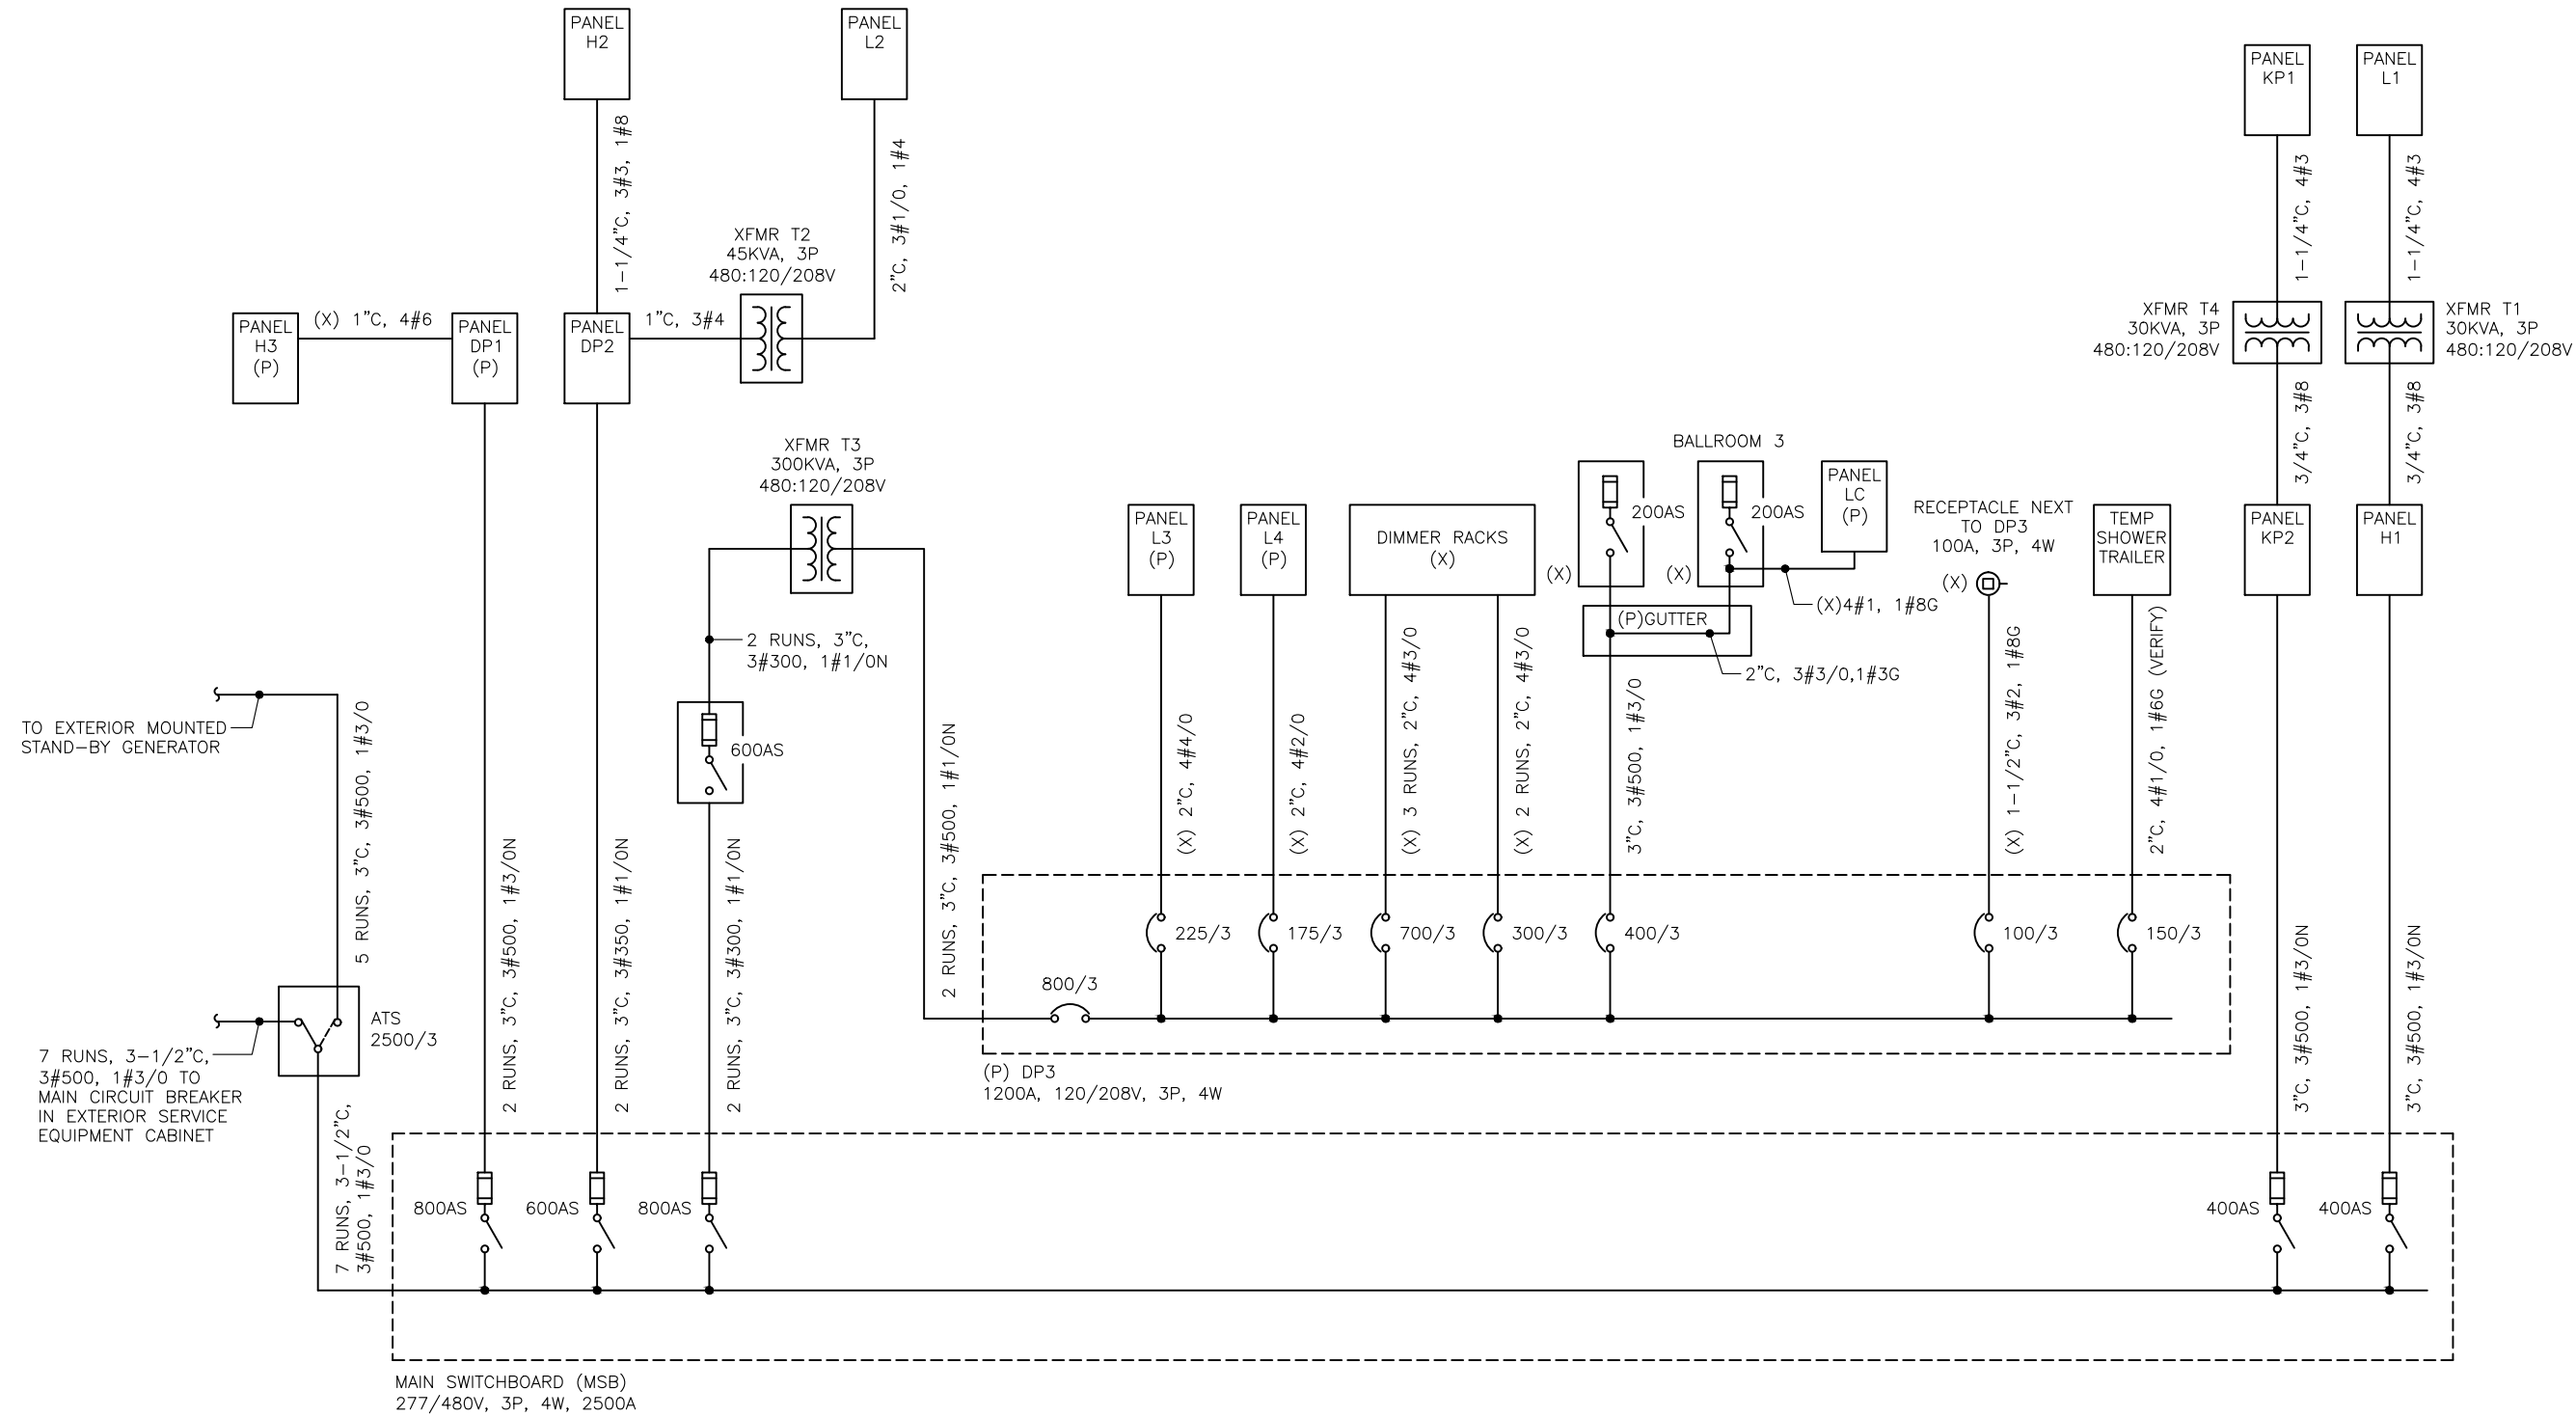 PANEL
H2
PANEL
L2
PANEL
KP1
PANEL
L1
1-1/4"C, 3#3, 1#8
2"C, 3#1/0, 1#4
1-1/4"C, 4#3
1-1/4"C, 4#3
XFMR T2
45KVA, 3P
480:120/208V
PANEL
H3
(P)
(X) 1"C, 4#6
PANEL
DP1
(P)
PANEL
DP2
1"C, 3#4
XFMR T4
30KVA, 3P
480:120/208V
XFMR T1
30KVA, 3P
480:120/208V
3/4"C, 3#8
3/4"C, 3#8
XFMR T3
300KVA, 3P
480:120/208V
BALLROOM 3
PANEL
L3
(P)
PANEL
L4
(P)
DIMMER RACKS
(X)
200AS
(X)
200AS
(X)
PANEL
LC
(P)
RECEPTACLE NEXT
TO DP3
100A, 3P, 4W
(X)
TEMP
SHOWER
TRAILER
PANEL
KP2
PANEL
H1
(X)4#1, 1#8G
(P)GUTTER
2"C, 3#3/0,1#3G
2 RUNS, 3"C,
3#300, 1#1/0N
600AS
TO EXTERIOR MOUNTED
STAND-BY GENERATOR
5 RUNS, 3"C, 3#500, 1#3/0
2 RUNS, 3"C, 3#500, 1#3/0N
2 RUNS, 3"C, 3#350, 1#1/0N
2 RUNS, 3"C, 3#300, 1#1/0N
2 RUNS, 3"C, 3#500, 1#1/0N
(X) 2"C, 4#4/0
(X) 2"C, 4#2/0
(X) 3 RUNS, 2"C, 4#3/0
(X) 2 RUNS, 2"C, 4#3/0
3"C, 3#500, 1#3/0
(X) 1-1/2"C, 3#2, 1#8G
2"C, 4#1/0, 1#6G (VERIFY)
3"C, 3#500, 1#3/0N
3"C, 3#500, 1#3/0N
225/3
175/3
700/3
300/3
400/3
100/3
150/3
800/3
ATS
2500/3
7 RUNS, 3-1/2"C,
3#500, 1#3/0 TO
MAIN CIRCUIT BREAKER
IN EXTERIOR SERVICE
EQUIPMENT CABINET
(P) DP3
1200A, 120/208V, 3P, 4W
7 RUNS, 3-1/2"C,
3#500, 1#3/0
800AS
600AS
800AS
400AS
400AS
MAIN SWITCHBOARD (MSB)
277/480V, 3P, 4W, 2500A